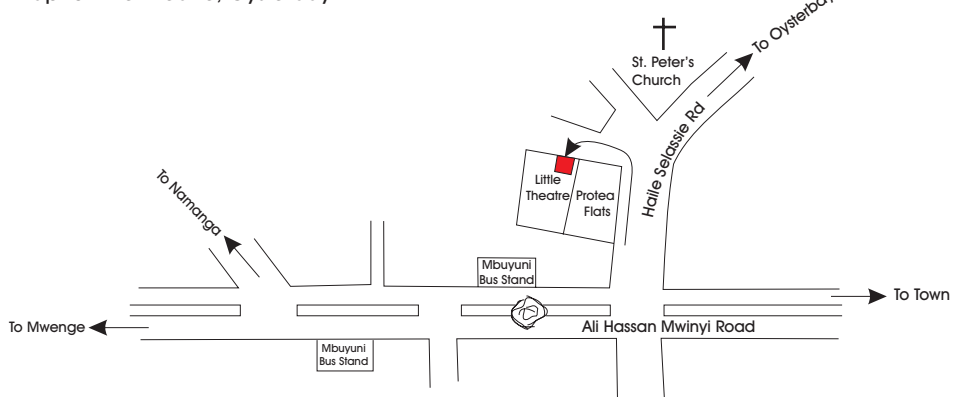 To Oysterbay
St. Peter's
Church
Haile Selassie Rd
Little
Theatre
Protea
Flats
To Namanga
Mbuyuni
Bus Stand
To Town
To Mwenge
Ali Hassan Mwinyi Road
Mbuyuni
Bus Stand